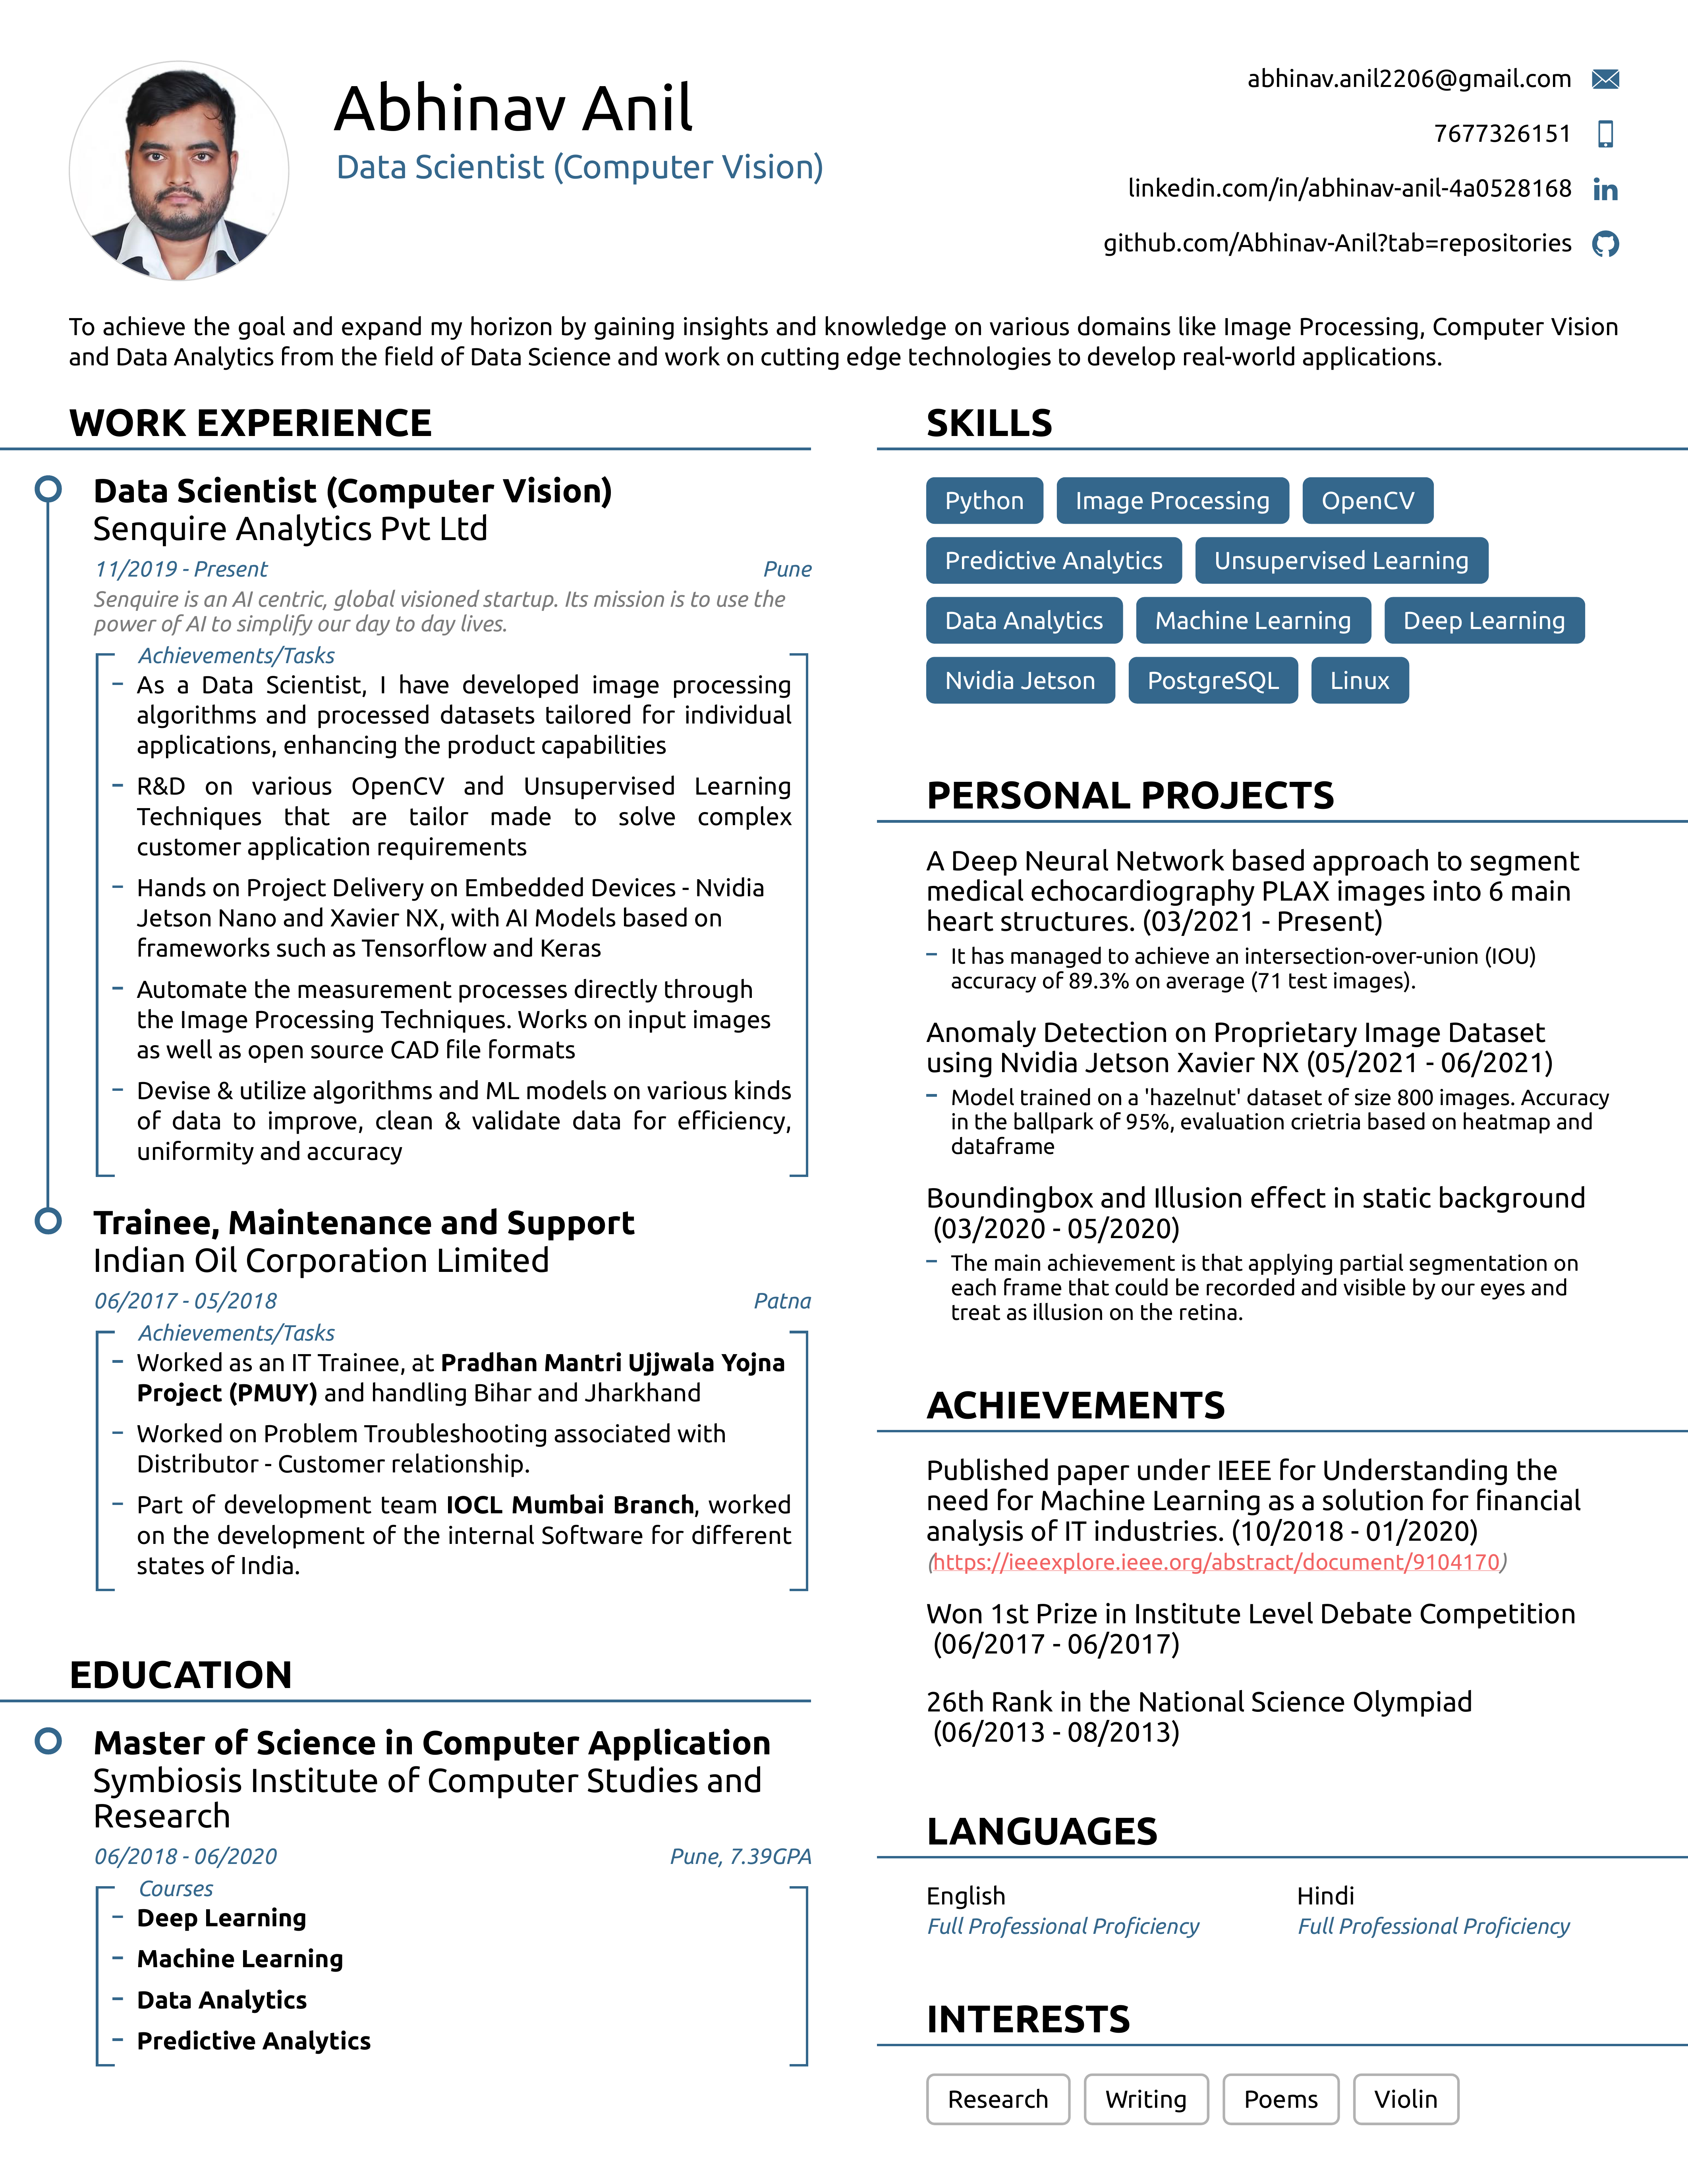 Abhinav Anil
Data Scientist (Computer Vision)
abhinav.anil2206@gmail.com
7677326151
linkedin.com/in/abhinav-anil-4a0528168
github.com/Abhinav-Anil?tab=repositories
To achieve the goal and expand my horizon by gaining insights and knowledge on various domains like Image Processing, Computer Vision
and Data Analytics from the field of Data Science and work on cutting edge technologies to develop real-world applications.
WORK EXPERIENCE
Data Scientist (Computer Vision)
Senquire Analytics Pvt Ltd
11/2019 - Present
Pune
Senquire is an AI centric, global visioned startup. Its mission is to use the
power of AI to simplify our day to day lives.
Achievements/Tasks
– As a Data Scientist, I have developed image processing
algorithms and processed datasets tailored for individual
applications, enhancing the product capabilities
– R&D on various OpenCV and Unsupervised Learning
Techniques that are tailor made to solve complex
customer application requirements
– Hands on Project Delivery on Embedded Devices - Nvidia
Jetson Nano and Xavier NX, with AI Models based on
frameworks such as Tensorflow and Keras
– Automate the measurement processes directly through
the Image Processing Techniques. Works on input images
as well as open source CAD file formats
– Devise & utilize algorithms and ML models on various kinds
of data to improve, clean & validate data for efficiency,
uniformity and accuracy
Trainee, Maintenance and Support
Indian Oil Corporation Limited
06/2017 - 05/2018
Patna
Achievements/Tasks
– Worked as an IT Trainee, at Pradhan Mantri Ujjwala Yojna
Project (PMUY) and handling Bihar and Jharkhand
– Worked on Problem Troubleshooting associated with
Distributor - Customer relationship.
– Part of development team IOCL Mumbai Branch, worked
on the development of the internal Software for different
states of India.
EDUCATION
Master of Science in Computer Application
Symbiosis Institute of Computer Studies and
Research
06/2018 - 06/2020
Pune, 7.39GPA
Courses
– Deep Learning
– Machine Learning
– Data Analytics
– Predictive Analytics
SKILLS
Python Image Processing OpenCV
Predictive Analytics Unsupervised Learning
Data Analytics Machine Learning Deep Learning
Nvidia Jetson PostgreSQL Linux
PERSONAL PROJECTS
A Deep Neural Network based approach to segment
medical echocardiography PLAX images into 6 main
heart structures. (03/2021 - Present)
– It has managed to achieve an intersection-over-union (IOU)
accuracy of 89.3% on average (71 test images).
Anomaly Detection on Proprietary Image Dataset
using Nvidia Jetson Xavier NX (05/2021 - 06/2021)
– Model trained on a 'hazelnut' dataset of size 800 images. Accuracy
in the ballpark of 95%, evaluation crietria based on heatmap and
dataframe
Boundingbox and Illusion effect in static background
(03/2020 - 05/2020)
– The main achievement is that applying partial segmentation on
each frame that could be recorded and visible by our eyes and
treat as illusion on the retina.
ACHIEVEMENTS
Published paper under IEEE for Understanding the
need for Machine Learning as a solution for financial
analysis of IT industries. (10/2018 - 01/2020)
(https://ieeexplore.ieee.org/abstract/document/9104170)
Won 1st Prize in Institute Level Debate Competition
(06/2017 - 06/2017)
26th Rank in the National Science Olympiad
(06/2013 - 08/2013)
LANGUAGES
English
Full Professional Proficiency
Hindi
Full Professional Proficiency
INTERESTS
Research Writing Poems Violin